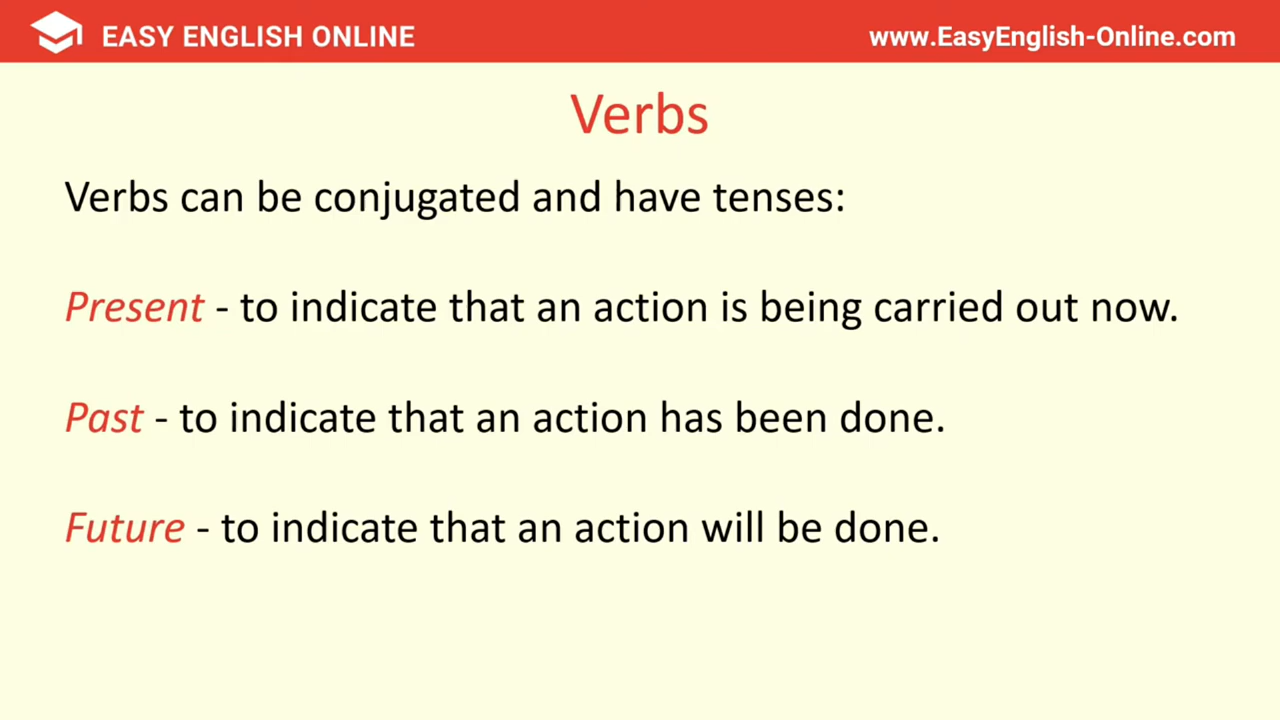 EASY ENGLISH ONLINE
www.EasyEnglish-Online.com
Verbs
Verbs can be conjugated and have tenses:
Present - to indicate that an action is being carried out now.
Past - to indicate that an action has been done.
Future - to indicate that an action will be done.